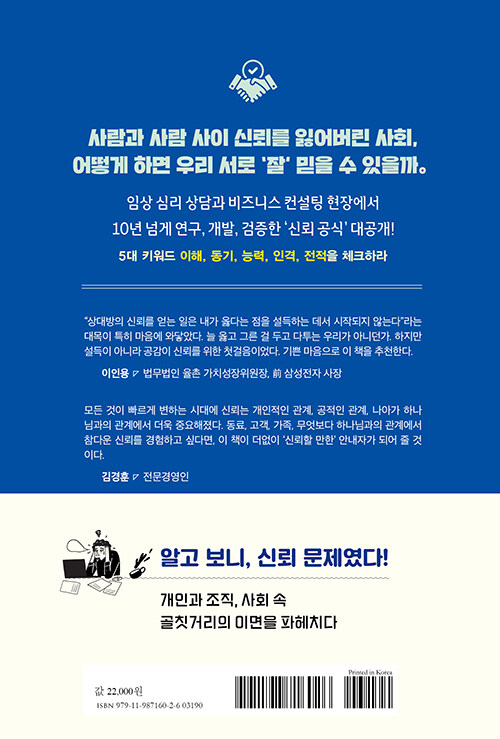 사람과 사람 사이 신뢰를 잃어버린 사회,
어떻게 하면 우리 서로 ‘잘’ 믿을 수 있을까.
임상 심리 상담과 비즈니스 컨설팅 현장에서
10년 넘게 연구, 개발, 검증한 ‘신뢰 공식’ 대공개!
5대 키워드 이해, 동기, 능력, 인격, 전적을 체크하라
“상대방의 신뢰를 얻는 일은 내가 옳다는 점을 설득하는 데서 시작되지 않는다”라는
대목이 특히 마음에 와닿았다. 늘 옳고 그른 걸 두고 다투는 우리가 아니던가. 하지만
설득이 아니라 공감이 신뢰를 위한 첫걸음이었다. 기쁜 마음으로 이 책을 추천한다.
이인용 법무법인 율촌 가치성장위원장, 前 삼성전자 사장
모든 것이 빠르게 변하는 시대에 신뢰는 개인적인 관계, 공적인 관계, 나아가 하나
님과의 관계에서 더욱 중요해졌다. 동료, 고객, 가족, 무엇보다 하나님과의 관계에서
참다운 신뢰를 경험하고 싶다면, 이 책이 더없이 ‘신뢰할 만한’ 안내자가 되어 줄 것
이다.
김경훈 전문경영인
알고 보니, 신뢰 문제였다!
개인과 조직, 사회 속
골칫거리의 이면을 파헤치다
Printed in Korea
값 22,000원
ISBN 979-11-987160-2-6 03190